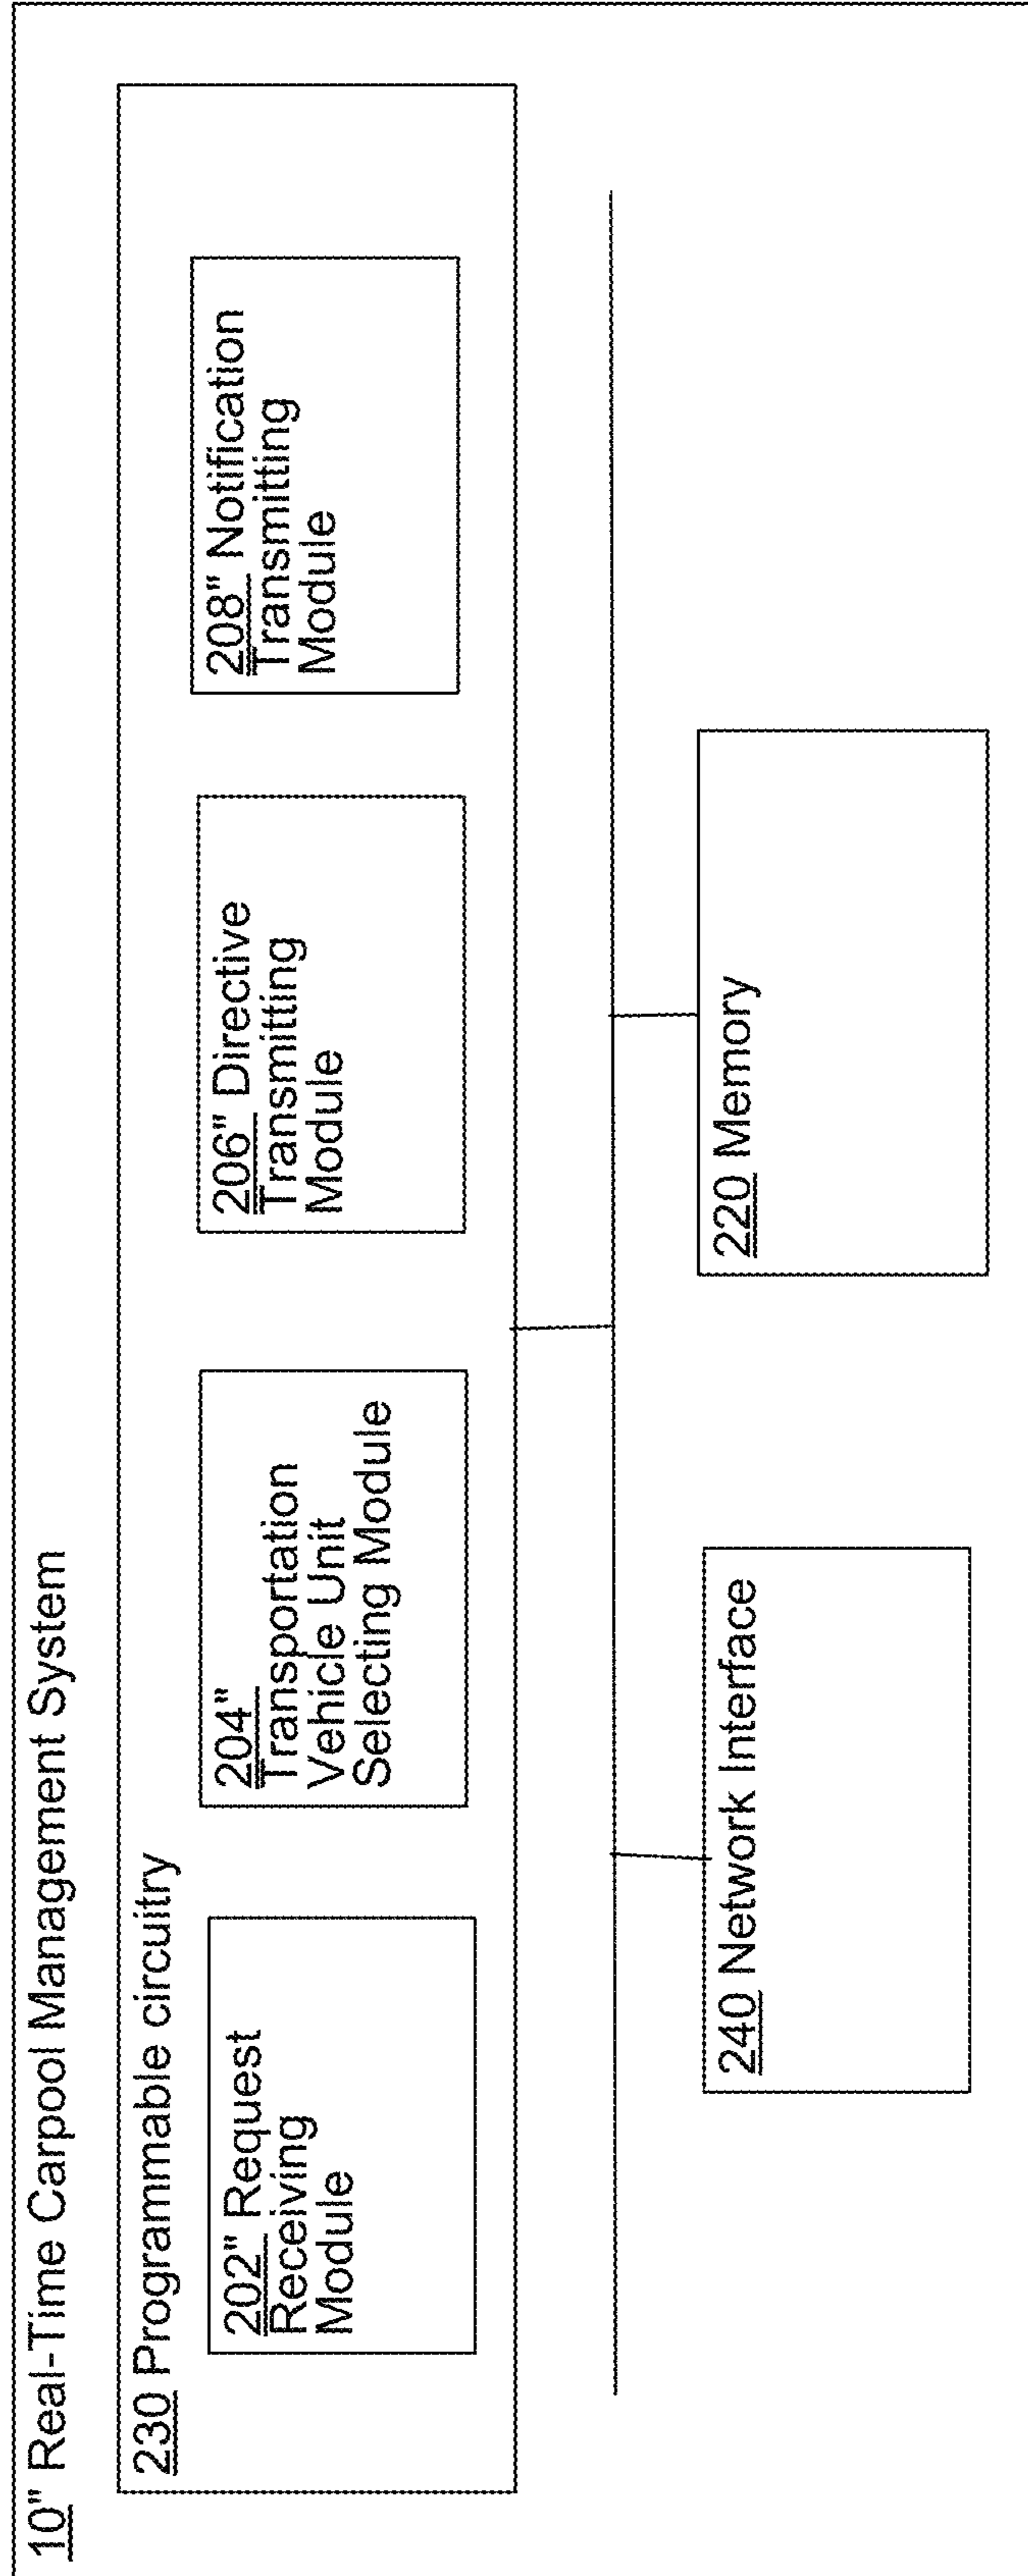 10" Real-Time Carpool Management System
230 Programmable circuitry
202" Request
Receiving
Module
204"
Transportation
Vehicle Unit
Selecting Module
206" Directive
Transmitting
Module
208" Notification
Transmitting
Module
240 Network Interface
220 Memory